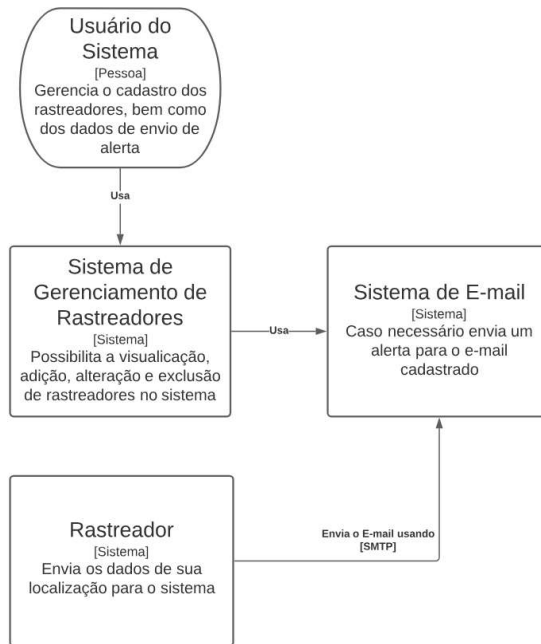 Usuário do
Sistema
[Pessoa]
Gerencia o cadastro dos
rastreadores, bem como
dos dados de envio de
alerta
Usa
Sistema de
Gerenciamento de
Rastreadores
[Sistema]
Possibilita a visualicação,
adição, alteração e exclusão
de rastreadores no sistema
Usa
Sistema de E-mail
[Sistema]
Caso necessário envia um
alerta para o e-mail
cadastrado
Rastreador
[Sistema]
Envia os dados de sua
localização para o sistema
Envia o E-mail usando
[SMTP]